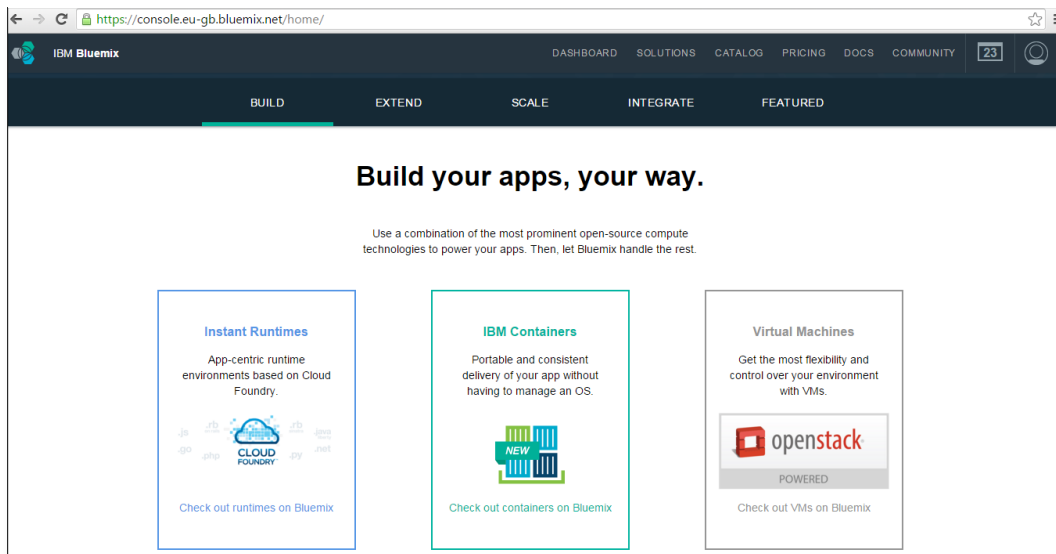 https://console.eu-gb.bluemix.net/home/
IBM Bluemix
DASHBOARD SOLUTIONS CATALOG PRICING DOCS COMMUNITY 23
BUILD EXTEND SCALE INTEGRATE FEATURED
Build your apps, your way.
Use a combination of the most prominent open-source compute
technologies to power your apps. Then, let Bluemix handle the rest.
Instant Runtimes
App-centric runtime
environments based on Cloud
Foundry.
.js .rb .rb java
.go .php .py .net
CLOUD
FOUNDRY
Check out runtimes on Bluemix
IBM Containers
Portable and consistent
delivery of your app without
having to manage an OS.
NEW
Check out containers on Bluemix
Virtual Machines
Get the most flexibility and
control over your environment
with VMs.
openstack
POWERED
Check out VMs on Bluemix